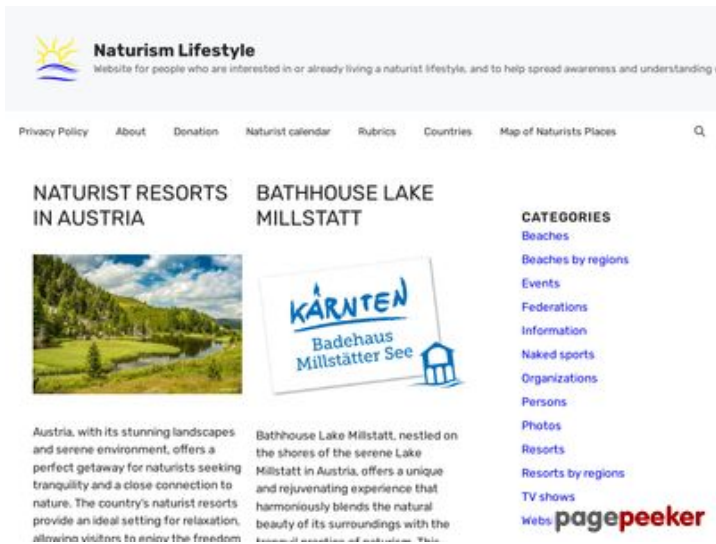 Naturism Lifestyle
Website for people who are interested in or already living a naturist lifestyle, and to help spread awareness and understanding
Privacy Policy About Donation Naturist calendar Rubrics Countries Map of Naturists Places
NATURIST RESORTS
IN AUSTRIA
Austria, with its stunning landscapes
and serene environment, offers a
perfect getaway for naturists seeking
tranquility and a close connection to
nature. The country's naturist resorts
provide an ideal setting for relaxation,
allowing visitors to enjoy the freedom
BATHHOUSE LAKE
MILLSTATT
KÄRNTEN
Badehaus
Millstätter See
Bathhouse Lake Millstatt, nestled on
the shores of the serene Lake
Millstatt in Austria, offers a unique
and rejuvenating experience that
harmoniously blends the natural
beauty of its surroundings with the
tranquil practice of naturism. This
CATEGORIES
Beaches
Beaches by regions
Events
Federations
Information
Naked sports
Organizations
Persons
Photos
Resorts
Resorts by regions
TV shows
Webs
pagepeeker